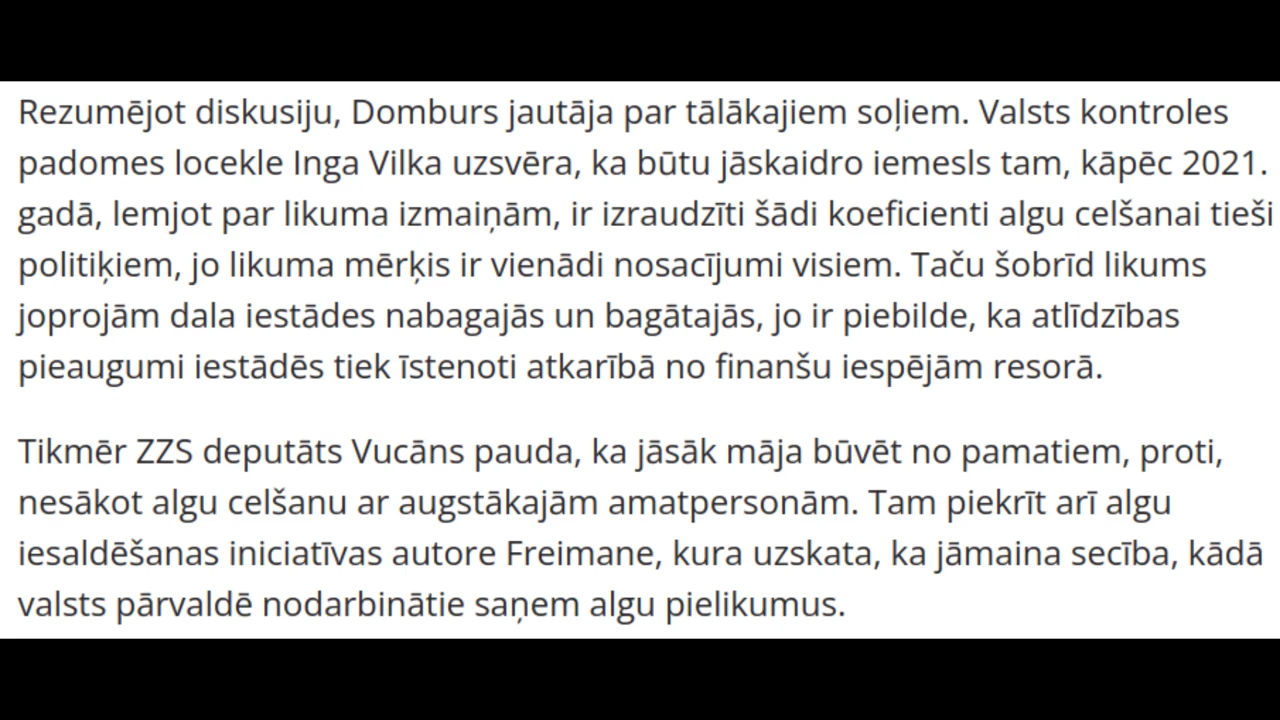 Rezumējot diskusiju, Domburs jautāja par tālākajiem soļiem. Valsts kontroles
padomes locekle Inga Vilka uzsvēra, ka būtu jāskaidro iemesls tam, kāpēc 2021.
gadā, lemjot par likuma izmaiņām, ir izraudzīti šādi koeficienti algu celšanai tieši
politiķiem, jo likuma mērķis ir vienādi nosacījumi visiem. Taču šobrīd likums
joprojām dala iestādes nabagajās un bagātajās, jo ir piebilde, ka atlīdzības
pieaugumi iestādēs tiek īstenoti atkarībā no finanšu iespējām resorā.
Tikmēr ZZS deputāts Vucāns pauda, ka jāsāk māja būvēt no pamatiem, proti,
nesākot algu celšanu ar augstākajām amatpersonām. Tam piekrīt arī algu
iesaldēšanas iniciatīvas autore Freimane, kura uzskata, ka jāmaina secība, kādā
valsts pārvaldē nodarbinātie saņem algu pielikumus.